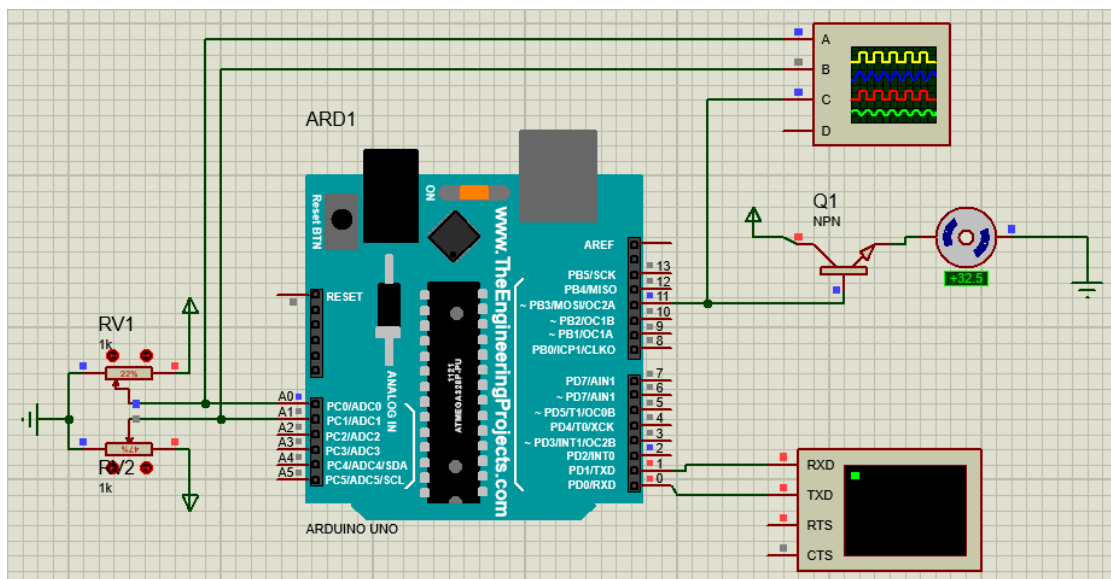 A
B
C
D
ARD1
Reset BTN
ON
www.TheEngineeringProjects.com
Q1
NPN
+32.5
RESET
AREF
PB5/SCK 13
PB4/MISO 12
~ PB3/MOSI/OC2A 11
~ PB2/OC1B 10
~ PB1/OC1A 9
PB0/ICP1/CLKO 8
RV1
1k
22%
ANALOG IN
1121
ATMEGA328P-PU
A0 PC0/ADC0
A1 PC1/ADC1
A2 PC2/ADC2
A3 PC3/ADC3
A4 PC4/ADC4/SDA
A5 PC5/ADC5/SCL
PD7/AIN1 7
~ PD7/AIN1 6
~ PD5/T1/OC0B 5
PD4/T0/XCK 4
~ PD3/INT1/OC2B 3
PD2/INT0 2
PD1/TXD 1
PD0/RXD 0
47%
RV2
1k
ARDUINO UNO
RXD
TXD
RTS
CTS